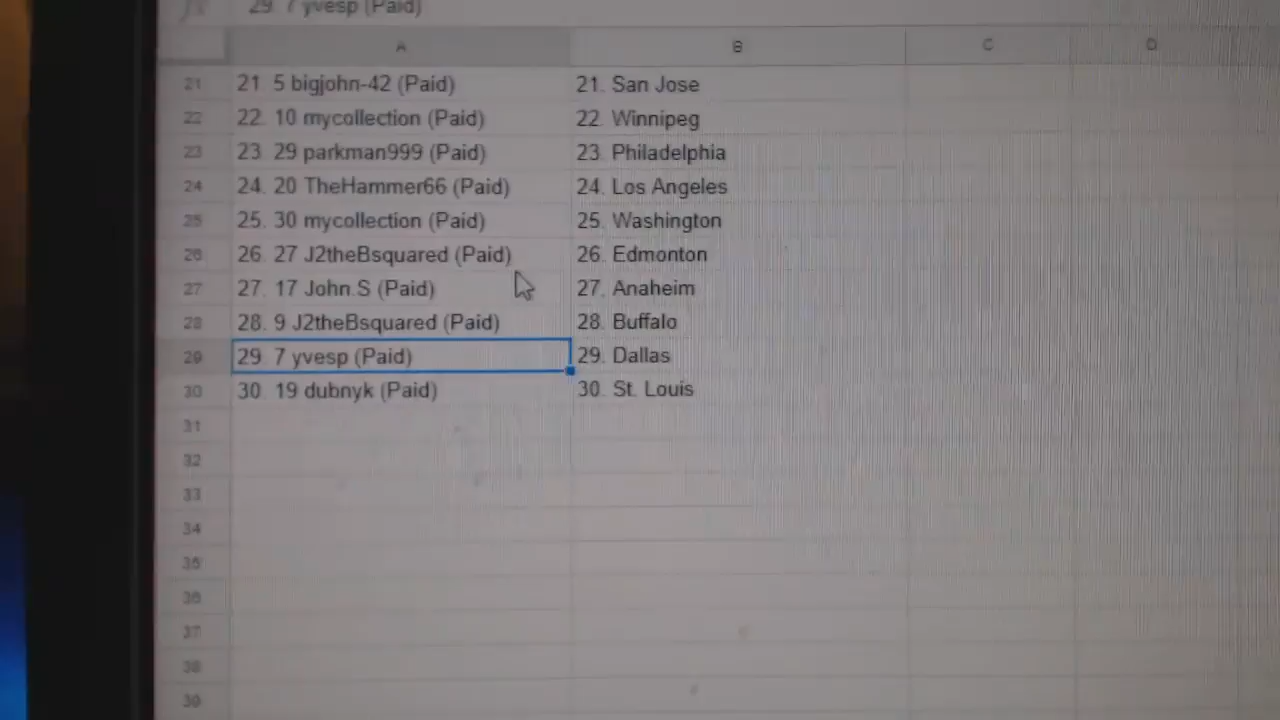 29. 7 yvesp (Paid)
A B C D
21 21 5 bigjohn-42 (Paid) 21. San Jose
22 22. 10 mycollection (Paid) 22. Winnipeg
23 23. 29 parkman999 (Paid) 23. Philadelphia
24 24. 20 TheHammer66 (Paid) 24. Los Angeles
25 25. 30 mycollection (Paid) 25. Washington
26 26. 27 J2theBsquared (Paid) 26. Edmonton
27 27. 17 John.S (Paid) 27. Anaheim
28 28. 9 J2theBsquared (Paid) 28. Buffalo
29 29. 7 yvesp (Paid) 29. Dallas
30 30. 19 dubnyk (Paid) 30. St. Louis
31
32
33
34
35
36
37
38
39